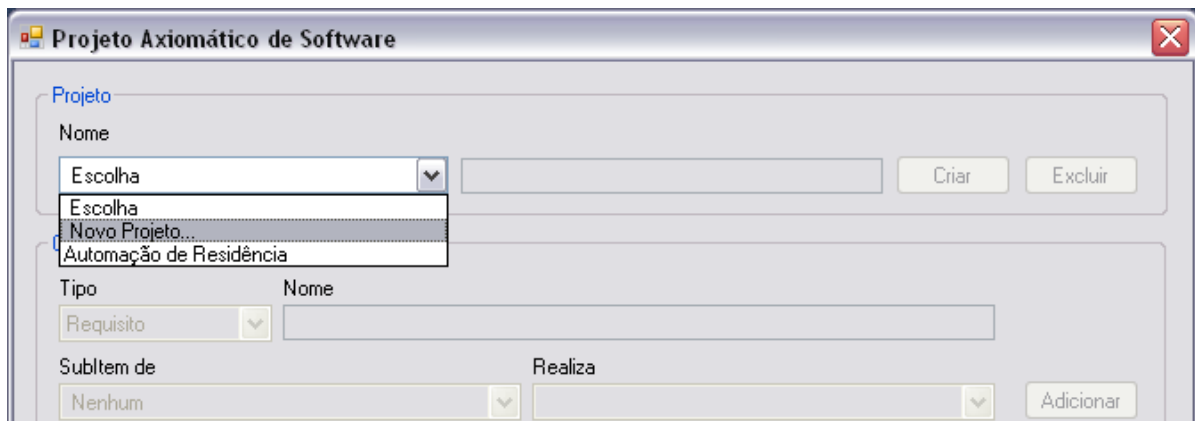 Projeto Axiomático de Software
Projeto
Nome
Escolha
Criar
Excluir
Escolha
Novo Projeto...
Automação de Residência
Tipo
Nome
Requisito
SubItem de
Realiza
Nenhum
Adicionar